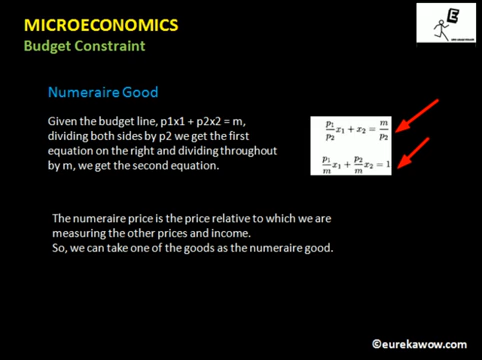 MICROECONOMICS
Budget Constraint
E
Numeraire Good
Given the budget line, p1x1 + p2x2 = m,
dividing both sides by p2 we get the first
equation on the right and dividing throughout
by m, we get the second equation.
p₁/p₂ x₁ + x₂ = m/p₂
p₁/m x₁ + p₂/m x₂ = 1
The numeraire price is the price relative to which we are
measuring the other prices and income.
So, we can take one of the goods as the numeraire good.
©eurekawow.com